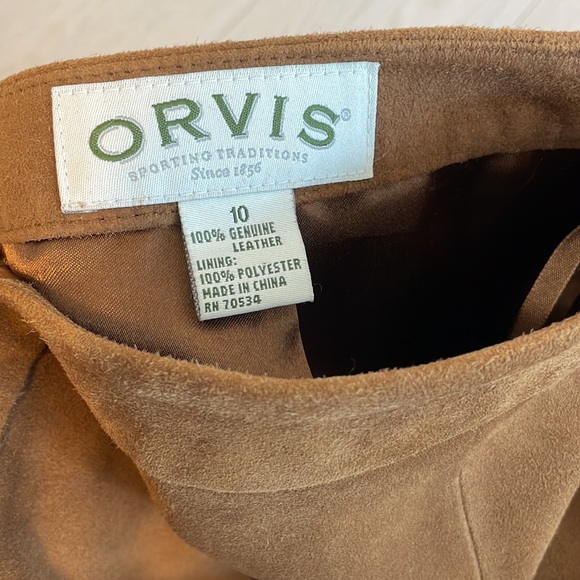 ORVIS®
SPORTING TRADITIONS
Since 1856
10
100% GENUINE
LEATHER
LINING:
100% POLYESTER
MADE IN CHINA
RN 70534